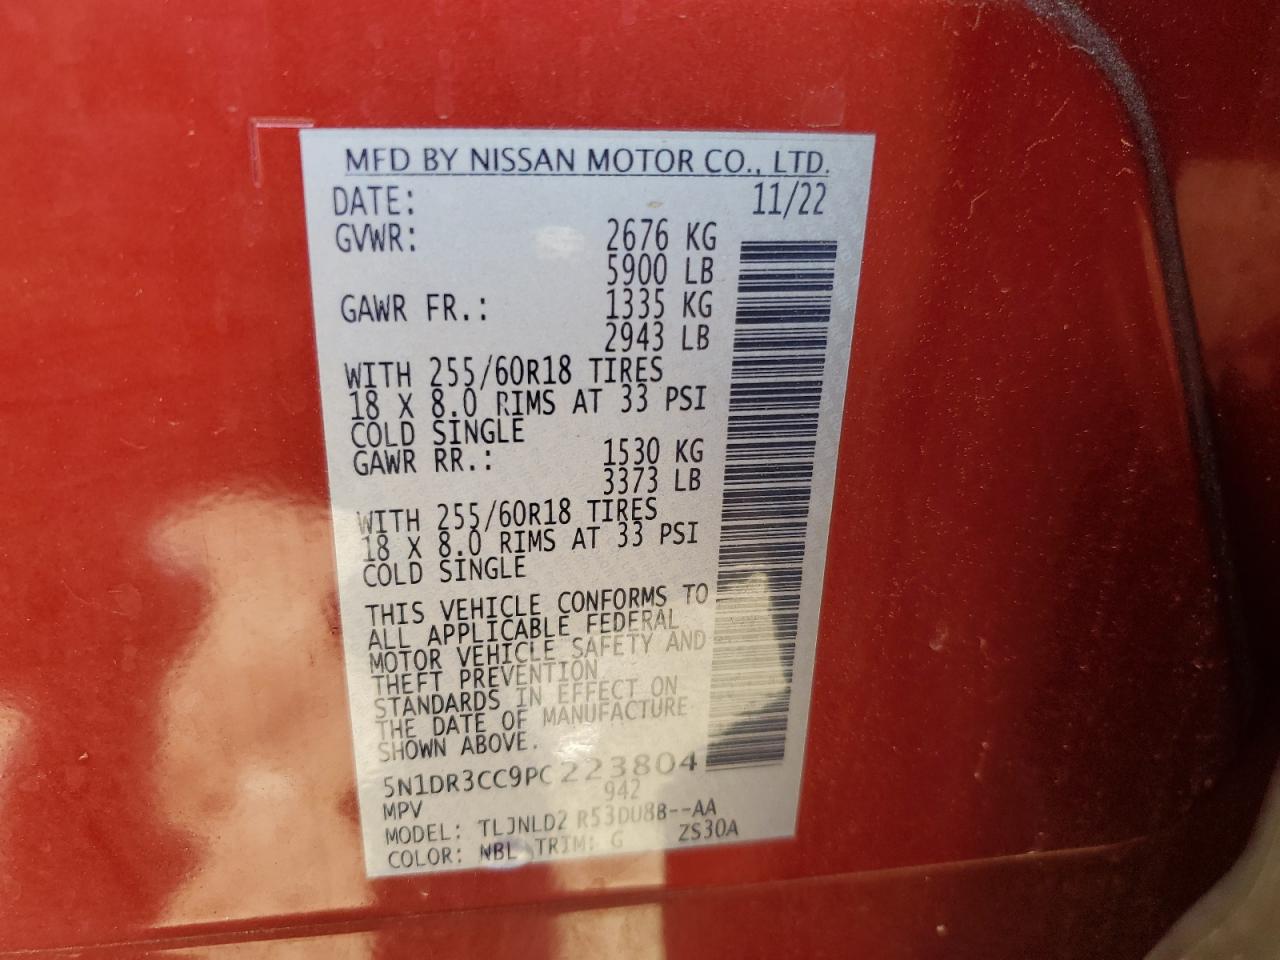 MFD BY NISSAN MOTOR CO., LTD.
DATE: 11/22
GVWR: 2676 KG
5900 LB
GAWR FR.: 1335 KG
2943 LB
WITH 255/60R18 TIRES
18 X 8.0 RIMS AT 33 PSI
COLD SINGLE
GAWR RR.: 1530 KG
3373 LB
WITH 255/60R18 TIRES
18 X 8.0 RIMS AT 33 PSI
COLD SINGLE
THIS VEHICLE CONFORMS TO
ALL APPLICABLE FEDERAL
MOTOR VEHICLE SAFETY AND
THEFT PREVENTION
STANDARDS IN EFFECT ON
THE DATE OF MANUFACTURE
SHOWN ABOVE.
5N1DR3CC9PC223804
942
MPV
MODEL: TLJNLD2 R53DU8B--AA
COLOR: NBL TRIM: G ZS30A